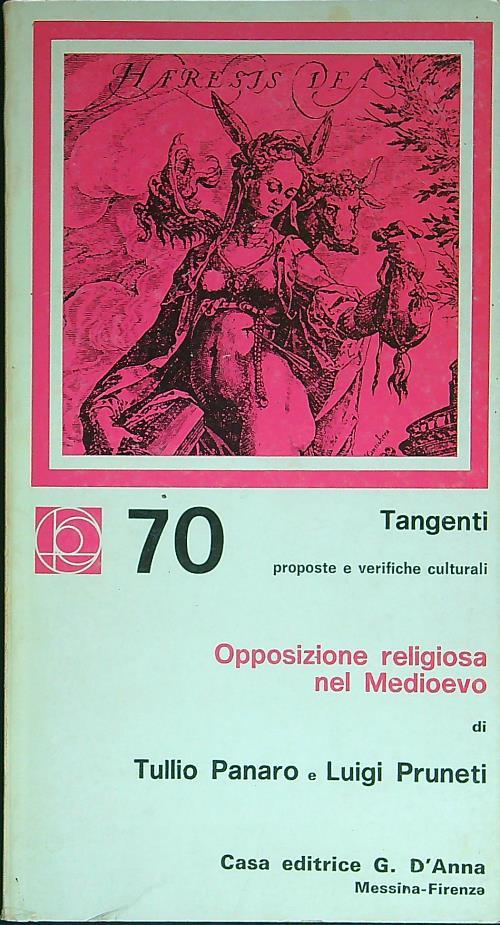 HÆRESIS DEA
70
Tangenti
proposte e verifiche culturali
Opposizione religiosa
nel Medioevo
di
Tullio Panaro e Luigi Pruneti
Casa editrice G. D'Anna
Messina-Firenze